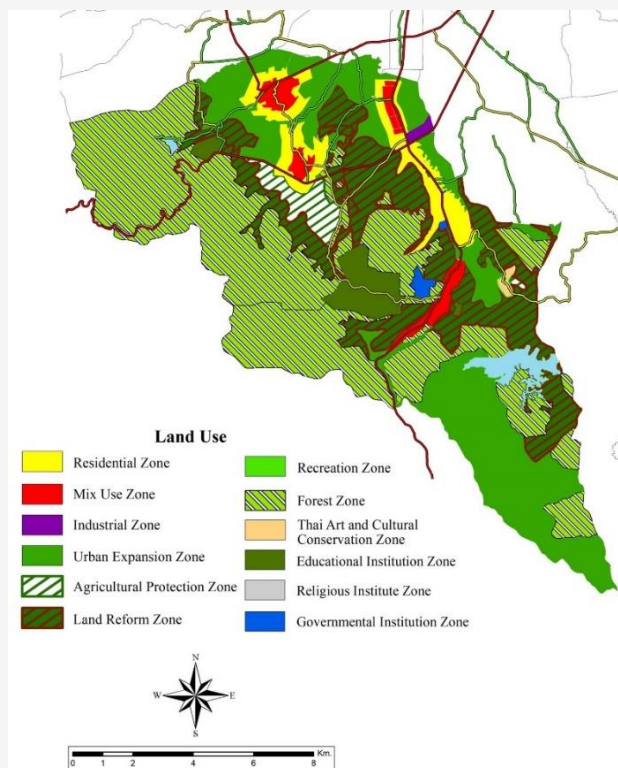 Land Use
Residential Zone
Mix Use Zone
Industrial Zone
Urban Expansion Zone
Agricultural Protection Zone
Land Reform Zone
Recreation Zone
Forest Zone
Thai Art and Cultural
Conservation Zone
Educational Institution Zone
Religious Institute Zone
Governmental Institution Zone
N
W E
S
Km.
0 1 2 4 6 8